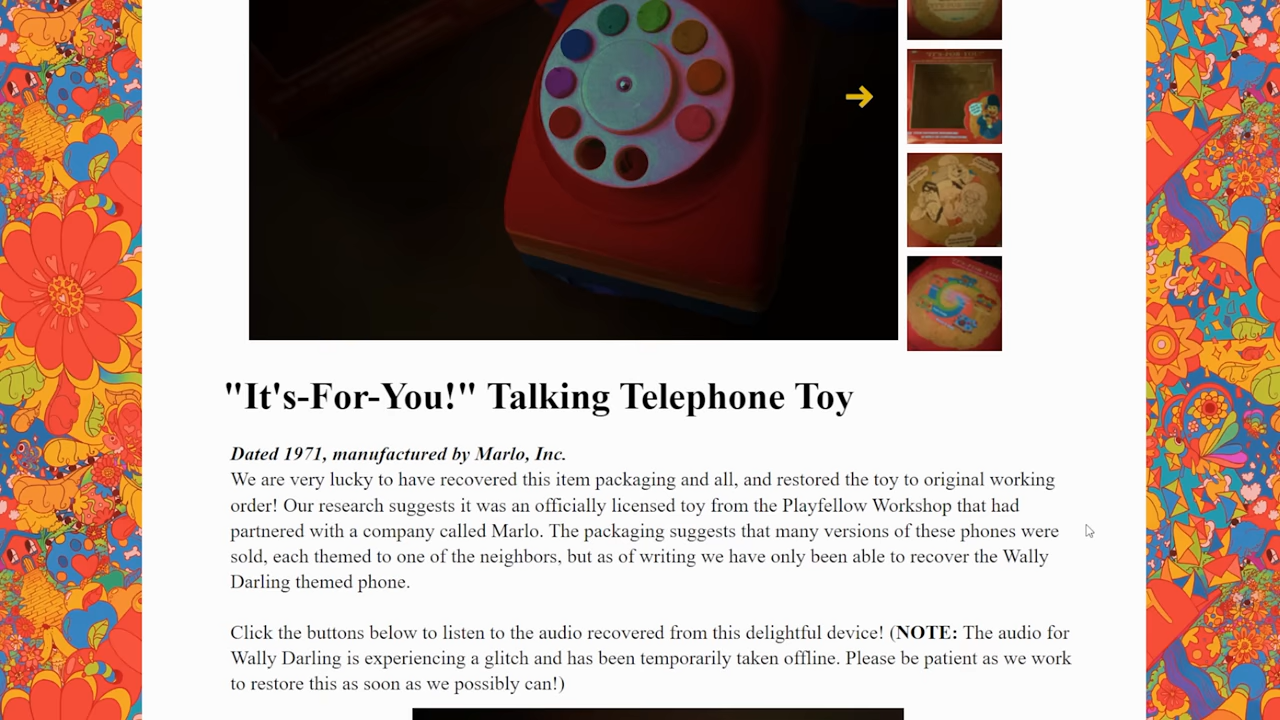 "It's-For-You!" Talking Telephone Toy
Dated 1971, manufactured by Marlo, Inc.
We are very lucky to have recovered this item packaging and all, and restored the toy to original working
order! Our research suggests it was an officially licensed toy from the Playfellow Workshop that had
partnered with a company called Marlo. The packaging suggests that many versions of these phones were
sold, each themed to one of the neighbors, but as of writing we have only been able to recover the Wally
Darling themed phone.
Click the buttons below to listen to the audio recovered from this delightful device! (NOTE: The audio for
Wally Darling is experiencing a glitch and has been temporarily taken offline. Please be patient as we work
to restore this as soon as we possibly can!)